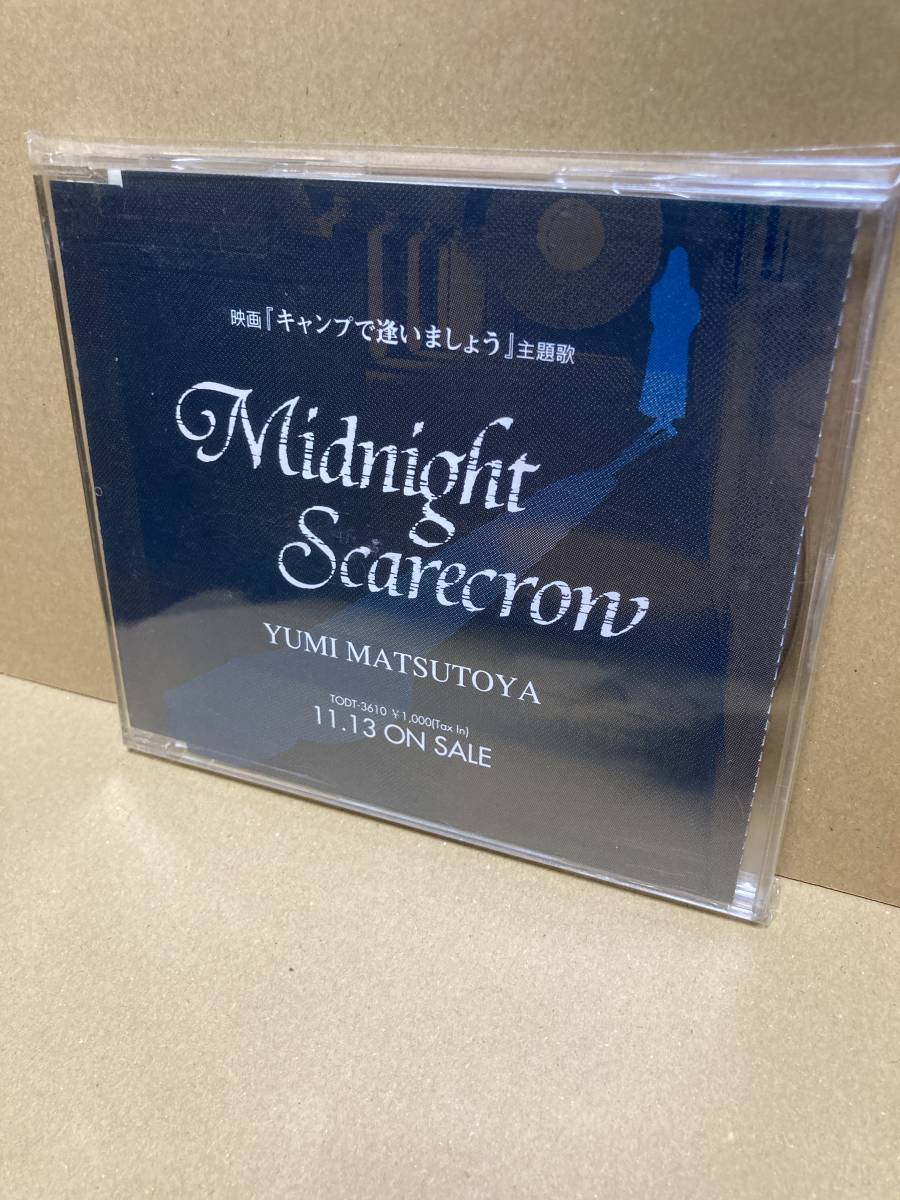 映画『キャンプで逢いましょう』主題歌
Midnight
Scarecrow
YUMI MATSUTOYA
TODT-3610 ￥1,000(Tax In)
11.13 ON SALE